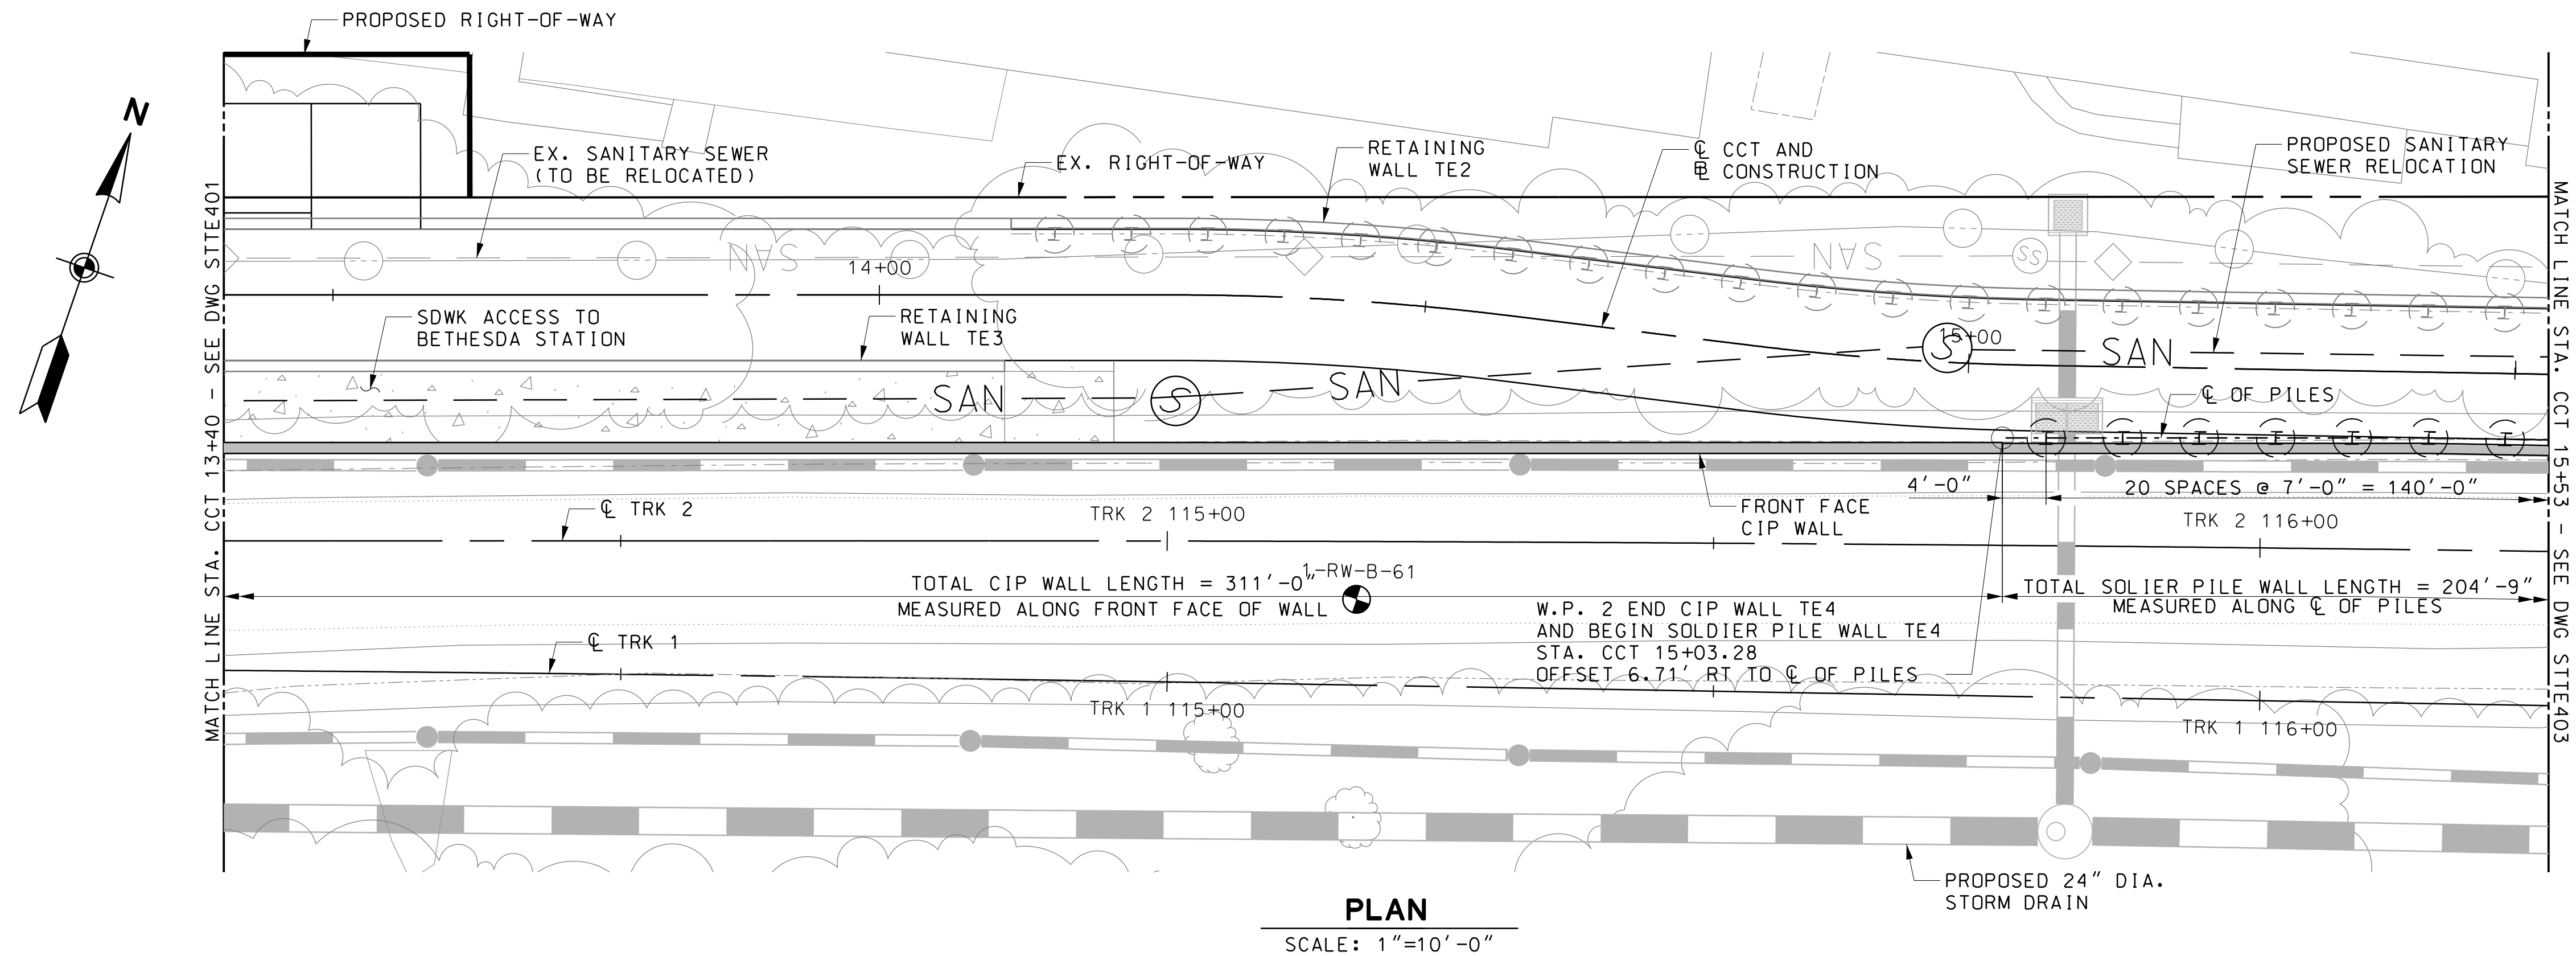 PROPOSED RIGHT-OF-WAY
N
EX. SANITARY SEWER
(TO BE RELOCATED)
EX. RIGHT-OF-WAY
RETAINING
WALL TE2
℄ CCT AND
BL CONSTRUCTION
PROPOSED SANITARY
SEWER RELOCATION
MATCH LINE STA. CCT 13+40 - SEE DWG STTE401
MATCH LINE STA. CCT 15+53 - SEE DWG STTE403
SAN
14+00
SAN
SS
SDWK ACCESS TO
BETHESDA STATION
RETAINING
WALL TE3
15+00
S
SAN
SAN
S
SAN
℄ OF PILES
4'-0"
20 SPACES @ 7'-0" = 140'-0"
℄ TRK 2
TRK 2 115+00
FRONT FACE
CIP WALL
TRK 2 116+00
1-RW-B-61
TOTAL CIP WALL LENGTH = 311'-0"
MEASURED ALONG FRONT FACE OF WALL
TOTAL SOLIER PILE WALL LENGTH = 204'-9"
MEASURED ALONG ℄ OF PILES
W.P. 2 END CIP WALL TE4
AND BEGIN SOLDIER PILE WALL TE4
STA. CCT 15+03.28
OFFSET 6.71' RT TO ℄ OF PILES
℄ TRK 1
TRK 1 115+00
TRK 1 116+00
PROPOSED 24" DIA.
STORM DRAIN
PLAN
SCALE: 1"=10'-0"